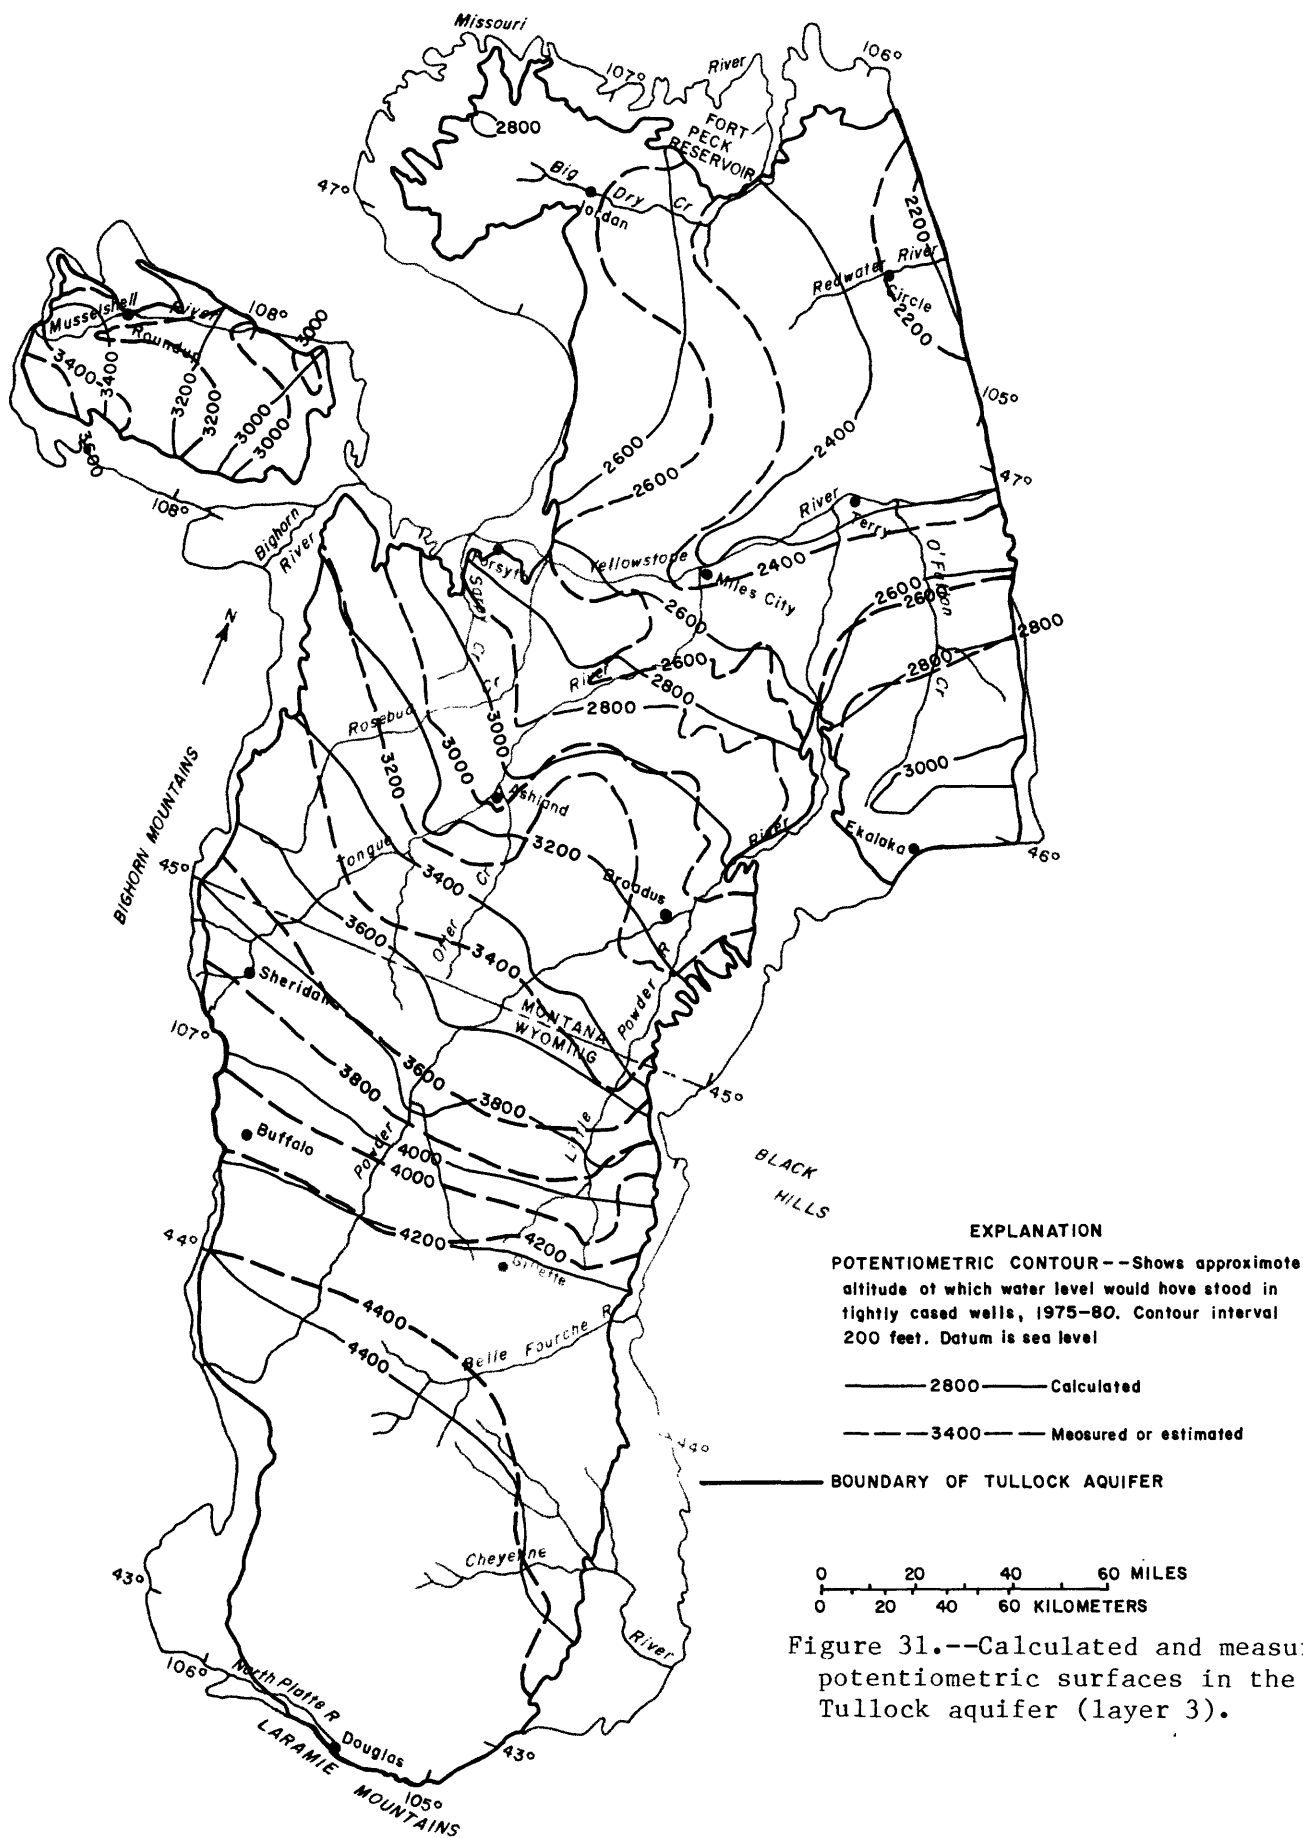 Missouri
107°
River
106°
FORT
PECK
RESERVOIR
2800
Big
Dry
Cr
Jordan
47°
2200
Redwater
River
Circle
2200
Musselshell
River
108°
3000
Roundup
3400
3400
3200
3200
3000
3000
3600
105°
2400
2600
2600
47°
108°
Bighorn
River
River
Terry
Forsyth
Yellowstone
2400
Miles City
O'Fallon
Cr
2600
2600
2600
2800
N
Cr
Cr
River
2600
2800
2800
2800
Rosebud
3000
3000
3200
3000
Ashland
BIGHORN MOUNTAINS
River
Ekalaka
46°
3200
Tongue
45°
3400
Cr
Broadus
3600
Otter
3400
R
Sheridan
Powder
MONTANA
WYOMING
107°
3600
3800
3800
45°
Buffalo
Powder
4000
4000
Little
BLACK
HILLS
44°
4200
4200
Gillette
4400
4400
Belle Fourche R
44°
Cheyenne
River
43°
106°
North Platte R
Douglas
LARAMIE
MOUNTAINS
105°
43°
EXPLANATION
POTENTIOMETRIC CONTOUR--Shows approximate
altitude at which water level would have stood in
tightly cased wells, 1975-80. Contour interval
200 feet. Datum is sea level
2800 Calculated
3400 Measured or estimated
BOUNDARY OF TULLOCK AQUIFER
0 20 40 60 MILES
0 20 40 60 KILOMETERS
Figure 31.--Calculated and measu
potentiometric surfaces in the
Tullock aquifer (layer 3).